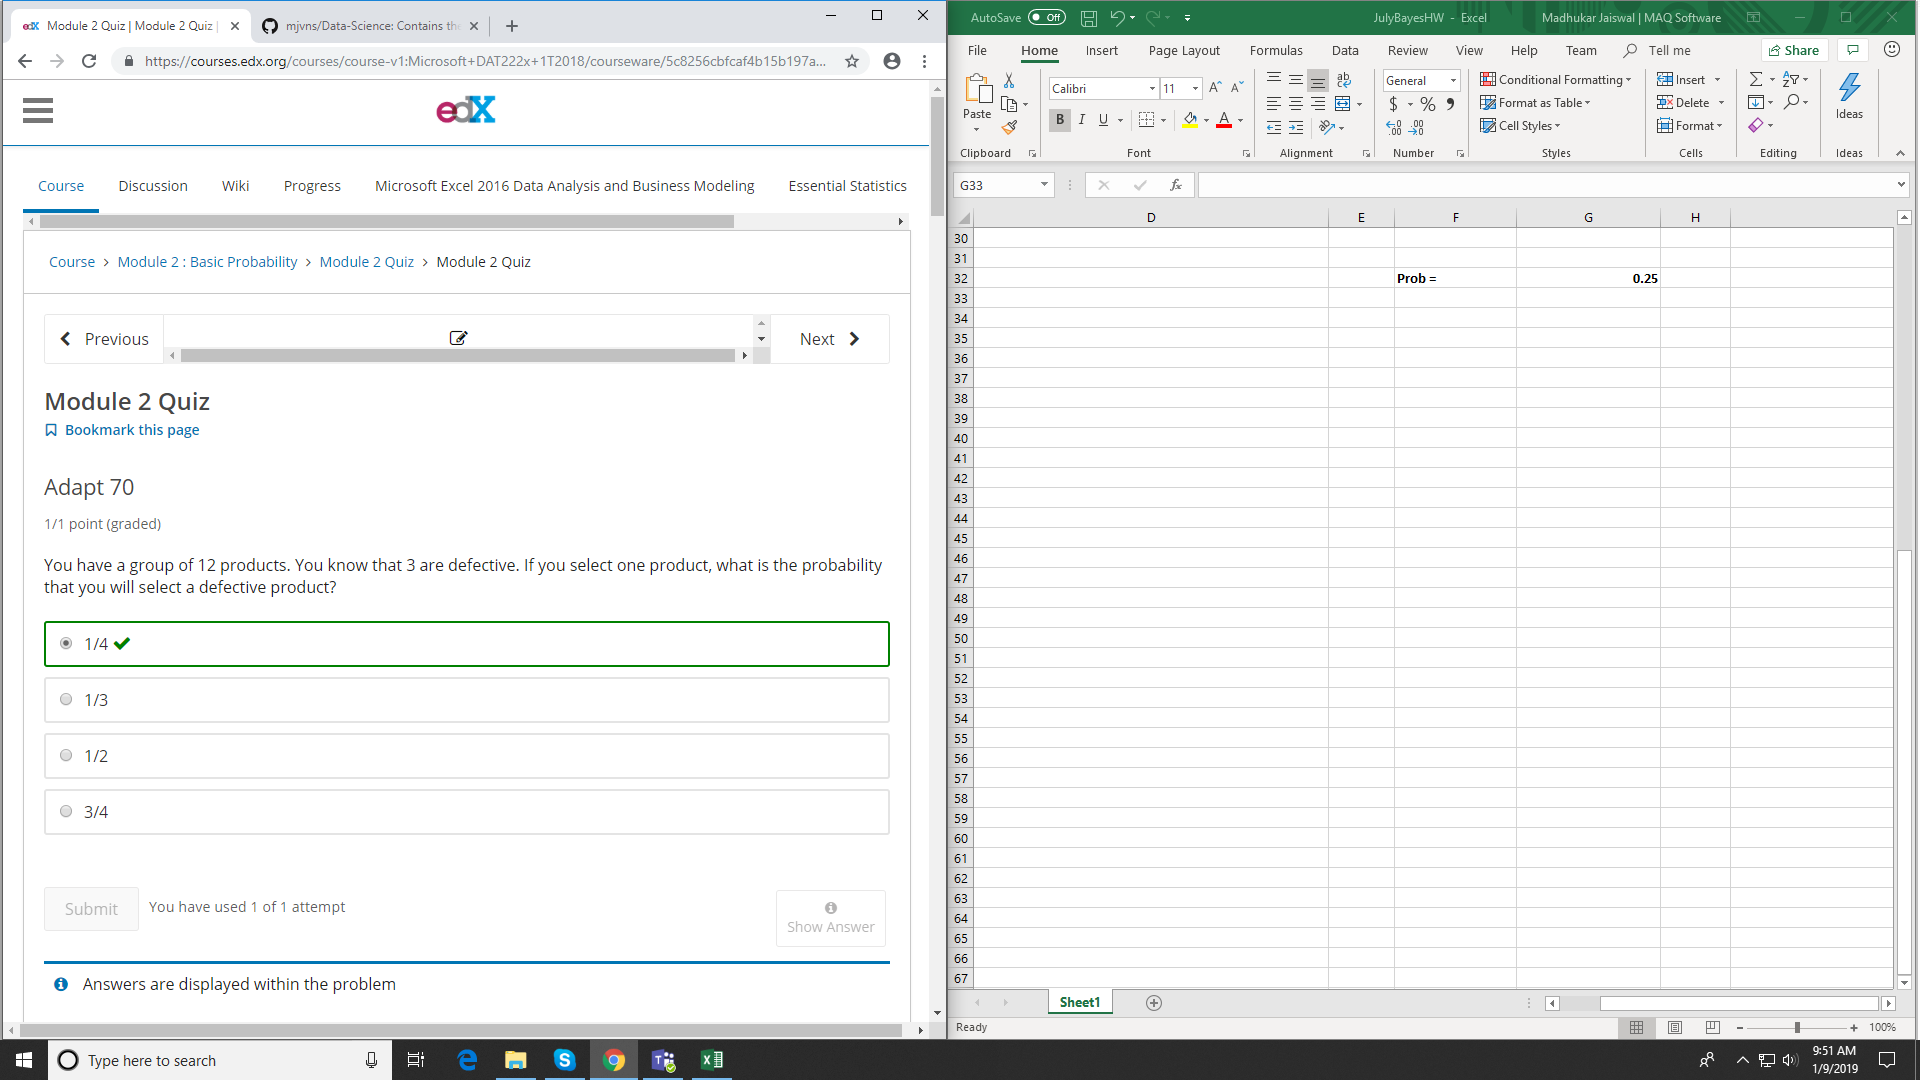 Module 2 Quiz | Module 2 Quiz |
mjvns/Data-Science: Contains the
https://courses.edx.org/courses/course-v1:Microsoft+DAT222x+1T2018/courseware/5c8256cbfcaf4b15b197a...
edX
Course Discussion Wiki Progress Microsoft Excel 2016 Data Analysis and Business Modeling Essential Statistics
Course > Module 2 : Basic Probability > Module 2 Quiz > Module 2 Quiz
Previous
Next
Module 2 Quiz
Bookmark this page
Adapt 70
1/1 point (graded)
You have a group of 12 products. You know that 3 are defective. If you select one product, what is the probability
that you will select a defective product?
1/4
1/3
1/2
3/4
Submit
You have used 1 of 1 attempt
Show Answer
Answers are displayed within the problem
AutoSave Off
JulyBayesHW - Excel
Madhukar Jaiswal | MAQ Software
File Home Insert Page Layout Formulas Data Review View Help Team Tell me
Share
Paste
Clipboard
Calibri 11
B I U
Font
Alignment
General
$ % ,
Number
Conditional Formatting
Format as Table
Cell Styles
Styles
Insert
Delete
Format
Cells
Editing
Ideas
Ideas
G33
fx
D E F G H
30
31
32 Prob = 0.25
33
34
35
36
37
38
39
40
41
42
43
44
45
46
47
48
49
50
51
52
53
54
55
56
57
58
59
60
61
62
63
64
65
66
67
Sheet1
Ready
100%
Type here to search
9:51 AM
1/9/2019